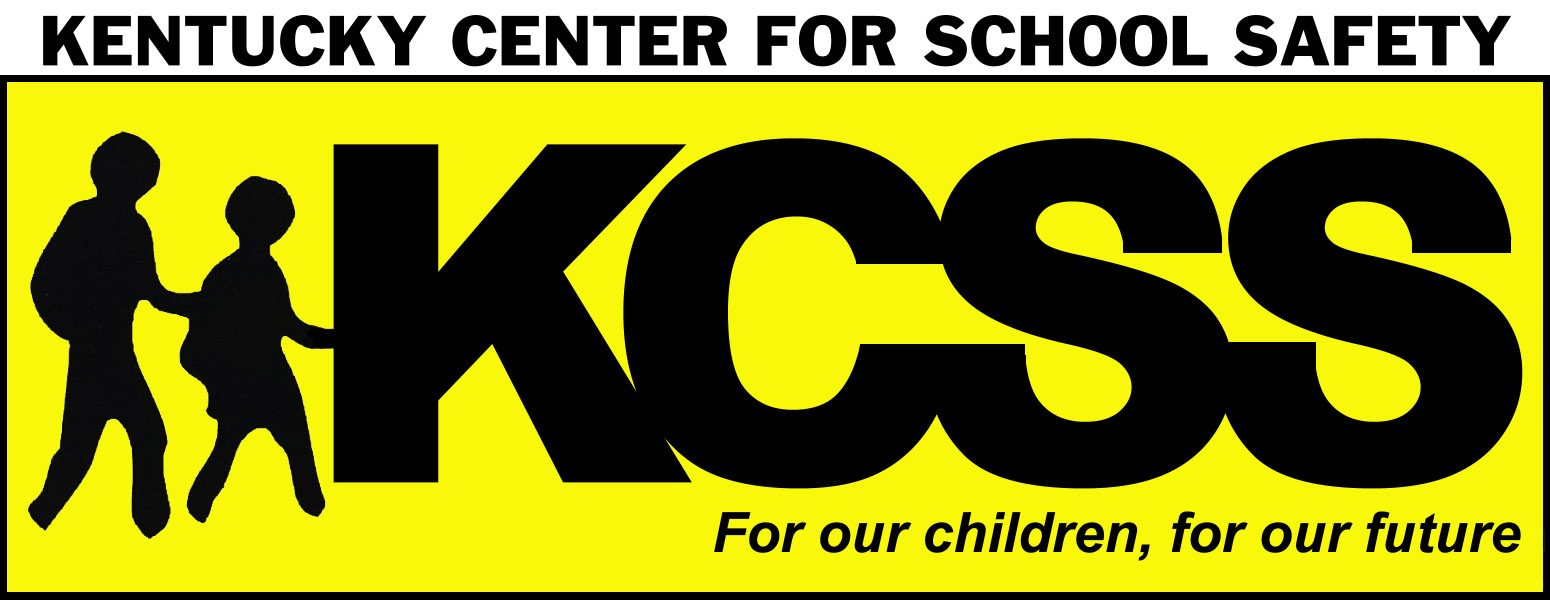 KENTUCKY CENTER FOR SCHOOL SAFETY
KCSS
For our children, for our future